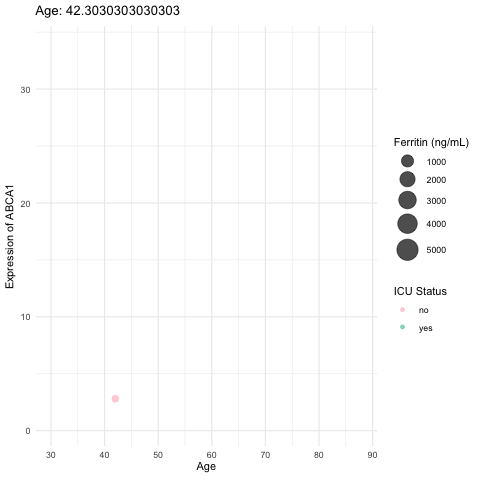 Age: 42.3030303030303
Expression of ABCA1
30
20
10
0
30 40 50 60 70 80 90
Age
Ferritin (ng/mL)
1000
2000
3000
4000
5000
ICU Status
no
yes